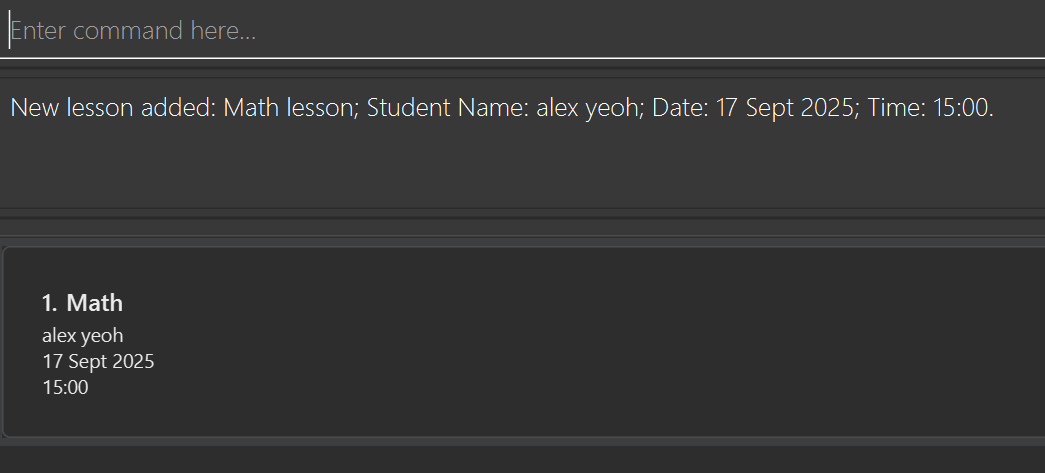 Enter command here...
New lesson added: Math lesson; Student Name: alex yeoh; Date: 17 Sept 2025; Time: 15:00.
1. Math
alex yeoh
17 Sept 2025
15:00